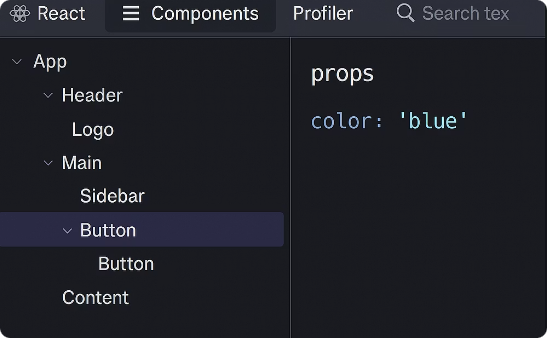 React Components Profiler Search tex
App
Header
Logo
Main
Sidebar
Button
Button
Content
props
color: 'blue'